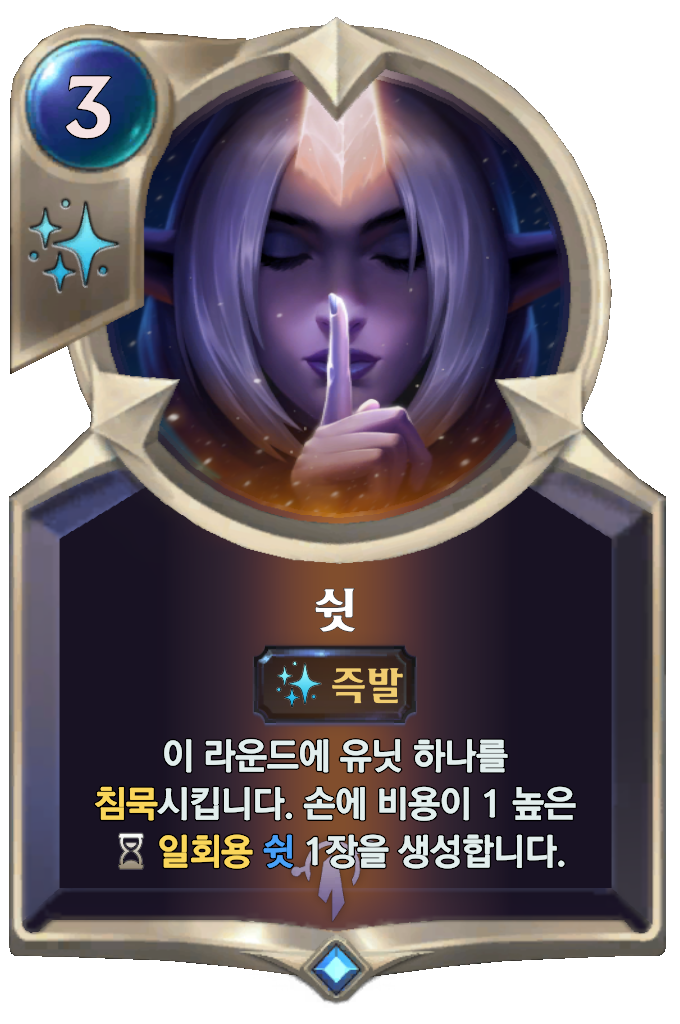 3
쉿
즉발
이 라운드에 유닛 하나를
침묵시킵니다. 손에 비용이 1 높은
일회용 쉿 1장을 생성합니다.